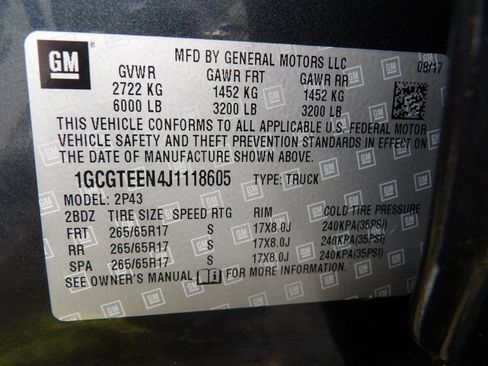 GM
MFD BY GENERAL MOTORS LLC
08/17
GVWR GAWR FRT GAWR RR
2722 KG 1452 KG 1452 KG
6000 LB 3200 LB 3200 LB
THIS VEHICLE CONFORMS TO ALL APPLICABLE U.S. FEDERAL MOTOR
VEHICLE SAFETY AND THEFT PREVENTION STANDARDS IN EFFECT ON
THE DATE OF MANUFACTURE SHOWN ABOVE.
1GCGTEEN4J1118605 TYPE: TRUCK
MODEL: 2P43
2BDZ TIRE SIZE SPEED RTG RIM COLD TIRE PRESSURE
FRT 265/65R17 S 17X8.0J 240KPA(35PSI)
RR 265/65R17 S 17X8.0J 240KPA(35PSI)
SPA 265/65R17 S 17X8.0J 240KPA(35PSI)
SEE OWNER'S MANUAL FOR MORE INFORMATION.